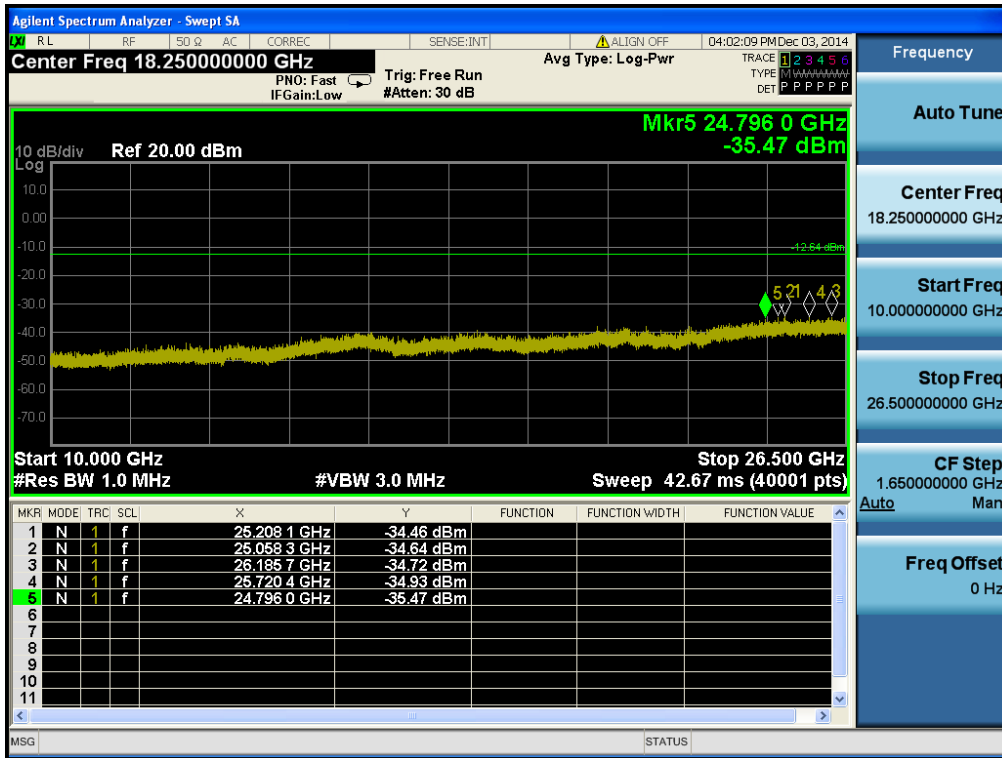 Agilent Spectrum Analyzer - Swept SA
LXI RL RF 50 Ω AC CORREC SENSE:INT ALIGN OFF 04:02:09 PM Dec 03, 2014
Center Freq 18.250000000 GHz
PNO: Fast
IFGain:Low
Trig: Free Run
#Atten: 30 dB
Avg Type: Log-Pwr
TRACE 1 2 3 4 5 6
TYPE M WWWWW
DET P P P P P P
Mkr5 24.796 0 GHz
-35.47 dBm
10 dB/div Ref 20.00 dBm
Log
10.0
0.00
-10.0
-12.64 dBm
-20.0
-30.0
5 2 1 4 3
-40.0
-50.0
-60.0
-70.0
Start 10.000 GHz Stop 26.500 GHz
#Res BW 1.0 MHz #VBW 3.0 MHz Sweep 42.67 ms (40001 pts)
MKR MODE TRC SCL X Y FUNCTION FUNCTION WIDTH FUNCTION VALUE
1 N 1 f 25.208 1 GHz -34.46 dBm
2 N 1 f 25.058 3 GHz -34.64 dBm
3 N 1 f 26.185 7 GHz -34.72 dBm
4 N 1 f 25.720 4 GHz -34.93 dBm
5 N 1 f 24.796 0 GHz -35.47 dBm
6
7
8
9
10
11
MSG STATUS
Frequency
Auto Tune
Center Freq
18.250000000 GHz
Start Freq
10.000000000 GHz
Stop Freq
26.500000000 GHz
CF Step
1.650000000 GHz
Auto Man
Freq Offset
0 Hz